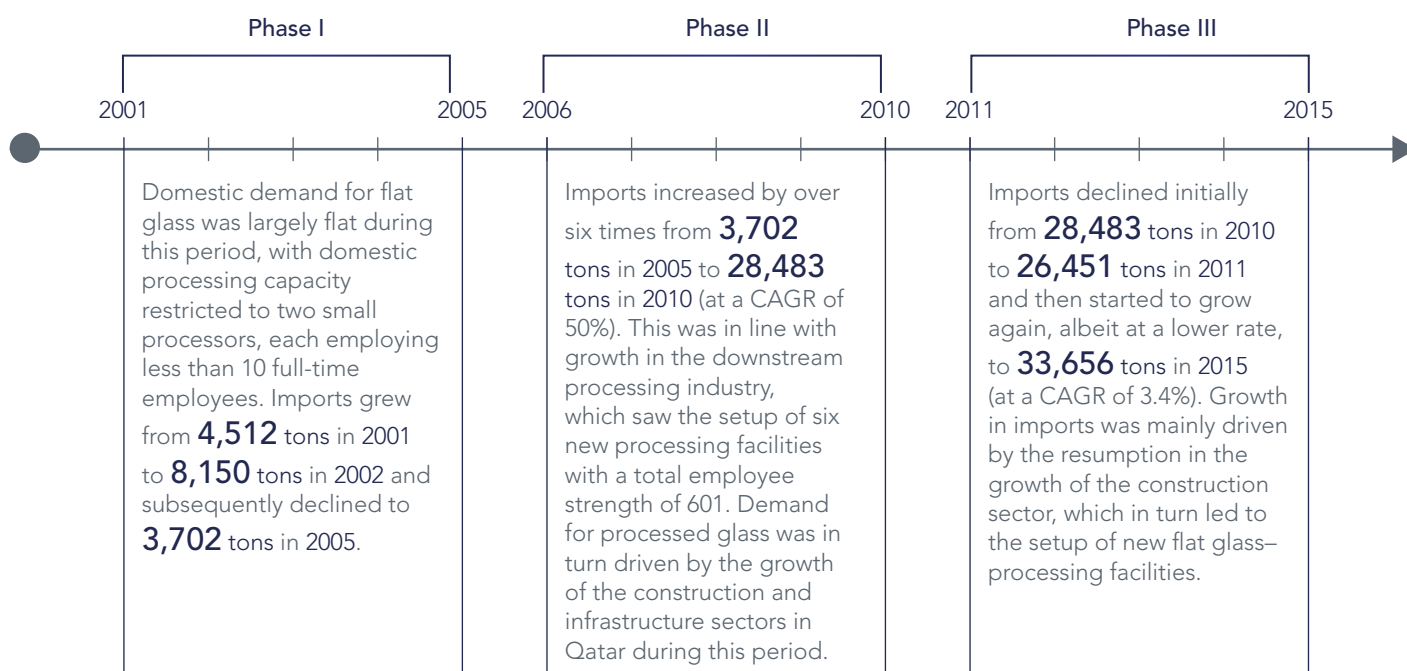 Phase I
Phase II
Phase III
2001
2005
2006
2010
2011
2015
Domestic demand for flat
glass was largely flat during
this period, with domestic
processing capacity
restricted to two small
processors, each employing
less than 10 full-time
employees. Imports grew
from 4,512 tons in 2001
to 8,150 tons in 2002 and
subsequently declined to
3,702 tons in 2005.
Imports increased by over
six times from 3,702
tons in 2005 to 28,483
tons in 2010 (at a CAGR of
50%). This was in line with
growth in the downstream
processing industry,
which saw the setup of six
new processing facilities
with a total employee
strength of 601. Demand
for processed glass was in
turn driven by the growth
of the construction and
infrastructure sectors in
Qatar during this period.
Imports declined initially
from 28,483 tons in 2010
to 26,451 tons in 2011
and then started to grow
again, albeit at a lower rate,
to 33,656 tons in 2015
(at a CAGR of 3.4%). Growth
in imports was mainly driven
by the resumption in the
growth of the construction
sector, which in turn led to
the setup of new flat glass–
processing facilities.